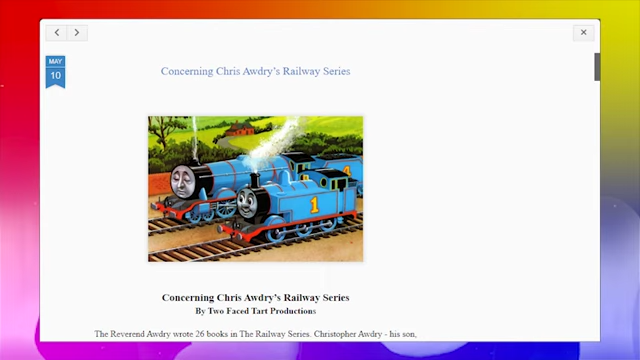 MAY
10
Concerning Chris Awdry's Railway Series
1
4
Concerning Chris Awdry's Railway Series
By Two Faced Tart Productions
The Reverend Awdry wrote 26 books in The Railway Series. Christopher Awdry - his son,